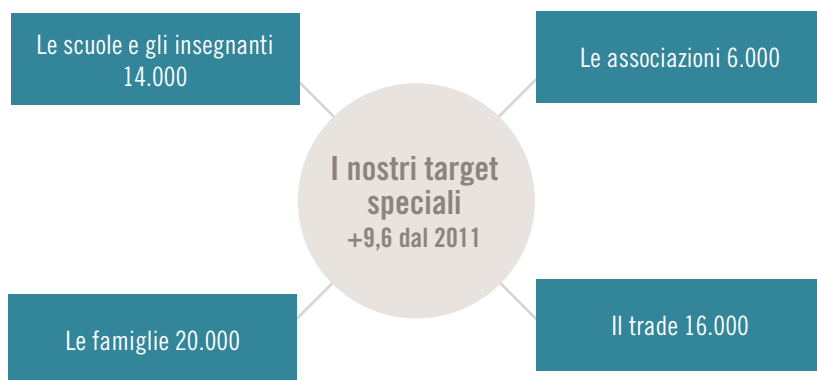 Le scuole e gli insegnanti
14.000
Le associazioni 6.000
I nostri target
speciali
+9,6 dal 2011
Le famiglie 20.000
Il trade 16.000